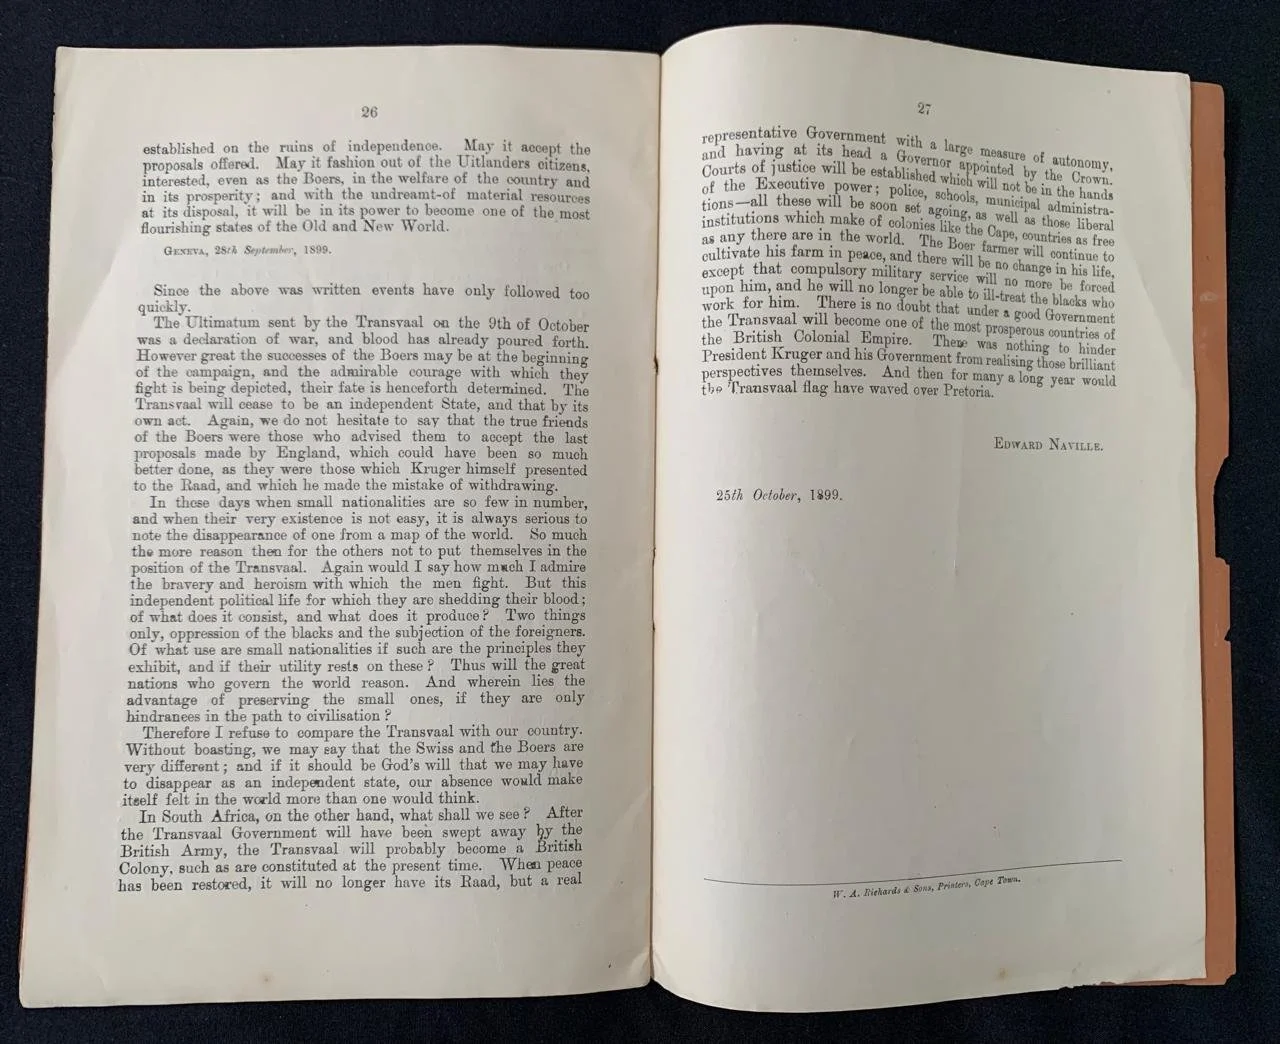 26
established on the ruins of independence. May it accept the
proposals offered. May it fashion out of the Uitlanders citizens,
interested, even as the Boers, in the welfare of the country and
in its prosperity; and with the undreamt-of material resources
at its disposal, it will be in its power to become one of the most
flourishing states of the Old and New World.
GENEVA, 28th September, 1899.
Since the above was written events have only followed too
quickly.
The Ultimatum sent by the Transvaal on the 9th of October
was a declaration of war, and blood has already poured forth.
However great the successes of the Boers may be at the beginning
of the campaign, and the admirable courage with which they
fight is being depicted, their fate is henceforth determined. The
Transvaal will cease to be an independent State, and that by its
own act. Again, we do not hesitate to say that the true friends
of the Boers were those who advised them to accept the last
proposals made by England, which could have been so much
better done, as they were those which Kruger himself presented
to the Raad, and which he made the mistake of withdrawing.
In these days when small nationalities are so few in number,
and when their very existence is not easy, it is always serious to
note the disappearance of one from a map of the world. So much
the more reason then for the others not to put themselves in the
position of the Transvaal. Again would I say how much I admire
the bravery and heroism with which the men fight. But this
independent political life for which they are shedding their blood;
of what does it consist, and what does it produce? Two things
only, oppression of the blacks and the subjection of the foreigners.
Of what use are small nationalities if such are the principles they
exhibit, and if their utility rests on these? Thus will the great
nations who govern the world reason. And wherein lies the
advantage of preserving the small ones, if they are only
hindrances in the path to civilisation?
Therefore I refuse to compare the Transvaal with our country.
Without boasting, we may say that the Swiss and the Boers are
very different; and if it should be God's will that we may have
to disappear as an independent state, our absence would make
itself felt in the world more than one would think.
In South Africa, on the other hand, what shall we see? After
the Transvaal Government will have been swept away by the
British Army, the Transvaal will probably become a British
Colony, such as are constituted at the present time. When peace
has been restored, it will no longer have its Raad, but a real
27
representative Government with a large measure of autonomy,
and having at its head a Governor appointed by the Crown.
Courts of justice will be established which will not be in the hands
of the Executive power; police, schools, municipal administra-
tions—all these will be soon set agoing, as well as those liberal
institutions which make of colonies like the Cape, countries as free
as any there are in the world. The Boer farmer will continue to
cultivate his farm in peace, and there will be no change in his life,
except that compulsory military service will no more be forced
upon him, and he will no longer be able to ill-treat the blacks who
work for him. There is no doubt that under a good Government
the Transvaal will become one of the most prosperous countries of
the British Colonial Empire. There was nothing to hinder
President Kruger and his Government from realising those brilliant
perspectives themselves. And then for many a long year would
the Transvaal flag have waved over Pretoria.
EDWARD NAVILLE.
25th October, 1899.
W. A. Richards & Sons, Printers, Cape Town.